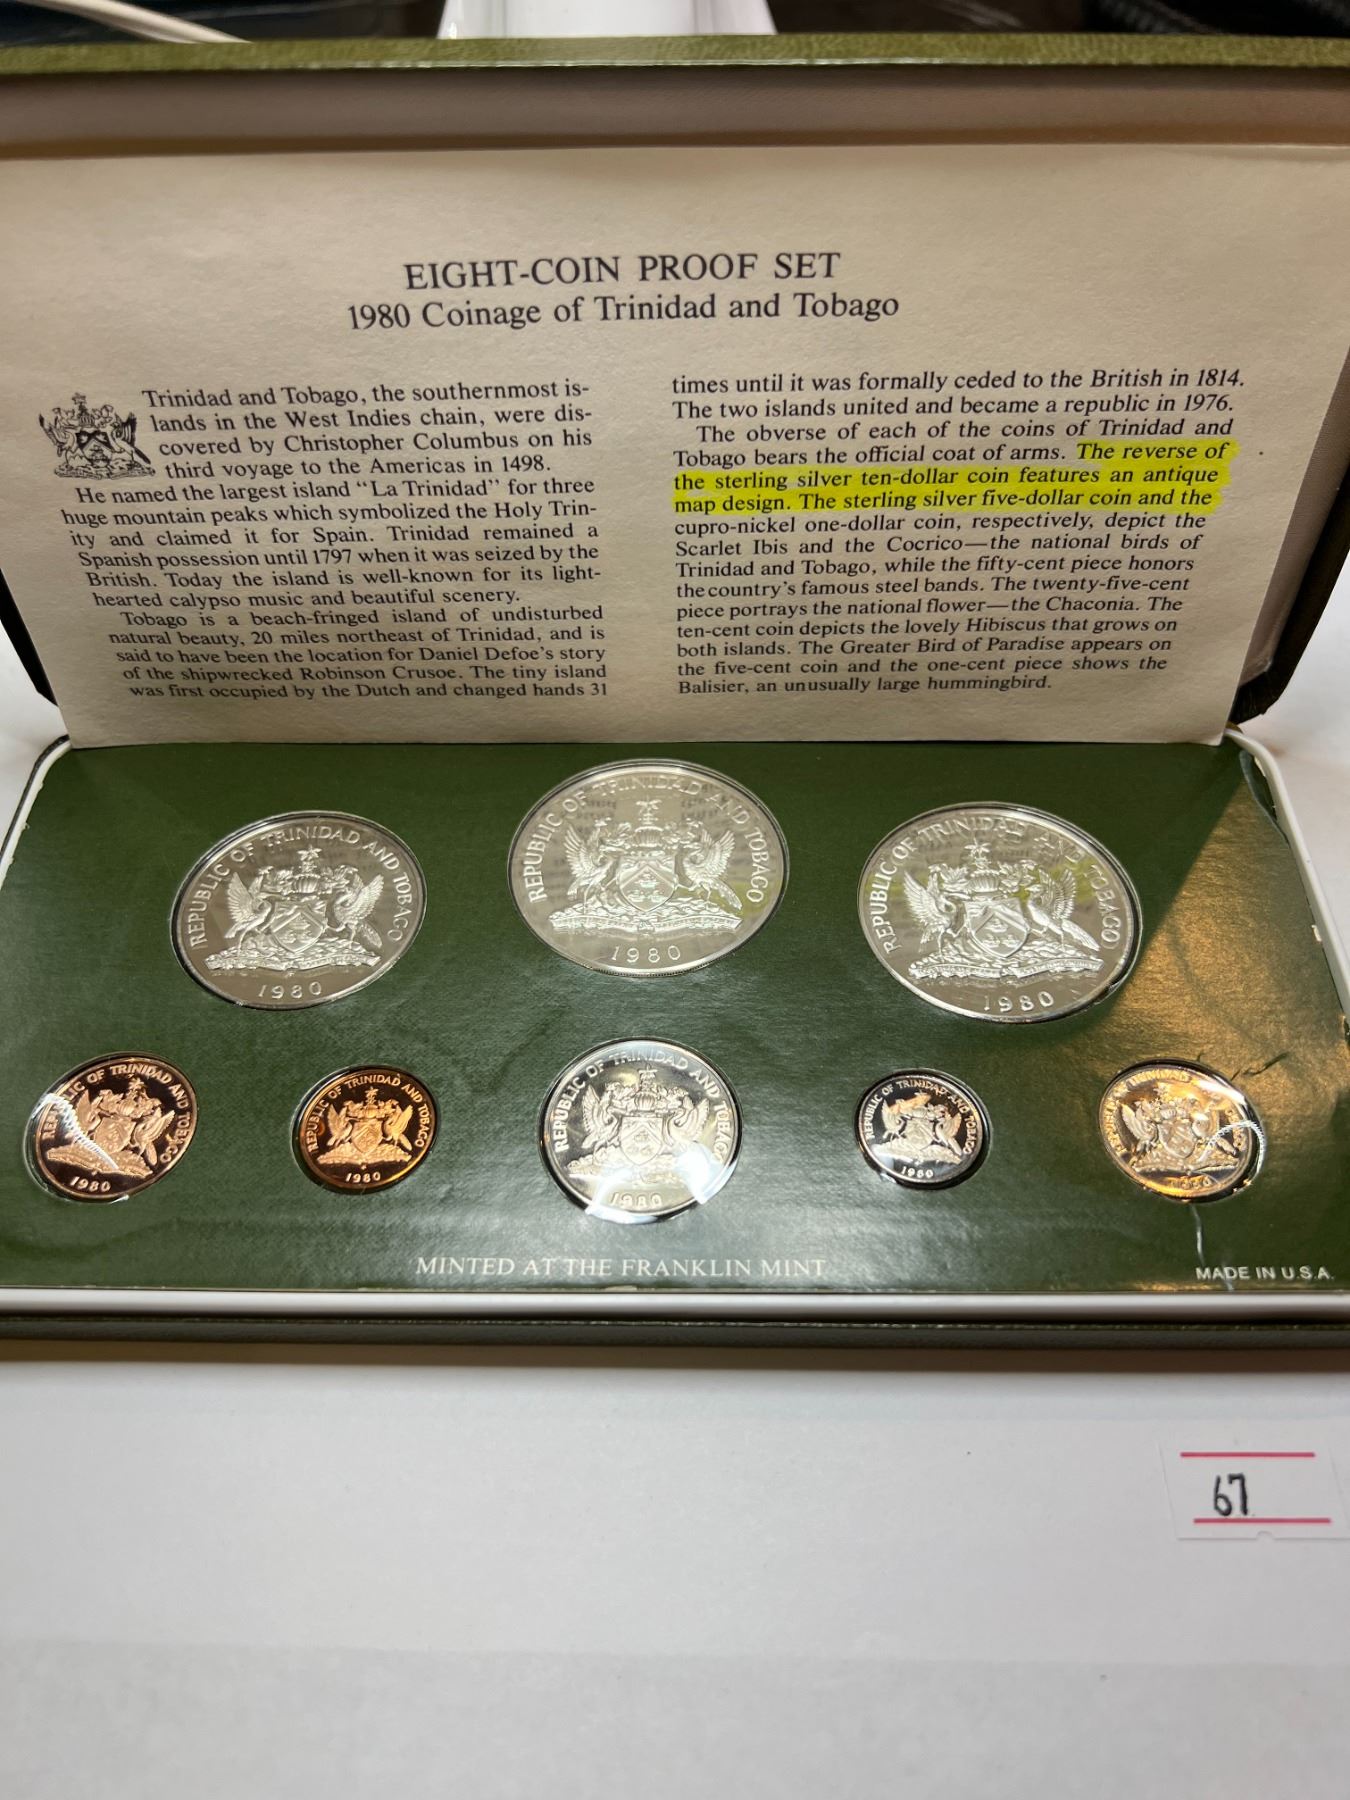 EIGHT-COIN PROOF SET
1980 Coinage of Trinidad and Tobago
Trinidad and Tobago, the southernmost is-
lands in the West Indies chain, were dis-
covered by Christopher Columbus on his
third voyage to the Americas in 1498.
He named the largest island "La Trinidad" for three
huge mountain peaks which symbolized the Holy Trin-
ity and claimed it for Spain. Trinidad remained a
Spanish possession until 1797 when it was seized by the
British. Today the island is well-known for its light-
hearted calypso music and beautiful scenery.
Tobago is a beach-fringed island of undisturbed
natural beauty, 20 miles northeast of Trinidad, and is
said to have been the location for Daniel Defoe's story
of the shipwrecked Robinson Crusoe. The tiny island
was first occupied by the Dutch and changed hands 31
times until it was formally ceded to the British in 1814.
The two islands united and became a republic in 1976.
The obverse of each of the coins of Trinidad and
Tobago bears the official coat of arms. The reverse of
the sterling silver ten-dollar coin features an antique
map design. The sterling silver five-dollar coin and the
cupro-nickel one-dollar coin, respectively, depict the
Scarlet Ibis and the Cocrico—the national birds of
Trinidad and Tobago, while the fifty-cent piece honors
the country's famous steel bands. The twenty-five-cent
piece portrays the national flower—the Chaconia. The
ten-cent coin depicts the lovely Hibiscus that grows on
both islands. The Greater Bird of Paradise appears on
the five-cent coin and the one-cent piece shows the
Balisier, an unusually large hummingbird.
REPUBLIC OF TRINIDAD AND TOBAGO
1980
REPUBLIC OF TRINIDAD AND TOBAGO
1980
REPUBLIC OF TRINIDAD AND TOBAGO
1980
REPUBLIC OF TRINIDAD AND TOBAGO
1980
REPUBLIC OF TRINIDAD AND TOBAGO
1980
REPUBLIC OF TRINIDAD AND TOBAGO
1980
REPUBLIC OF TRINIDAD AND TOBAGO
1980
REPUBLIC OF TRINIDAD
1980
MINTED AT THE FRANKLIN MINT
MADE IN U.S.A.
67